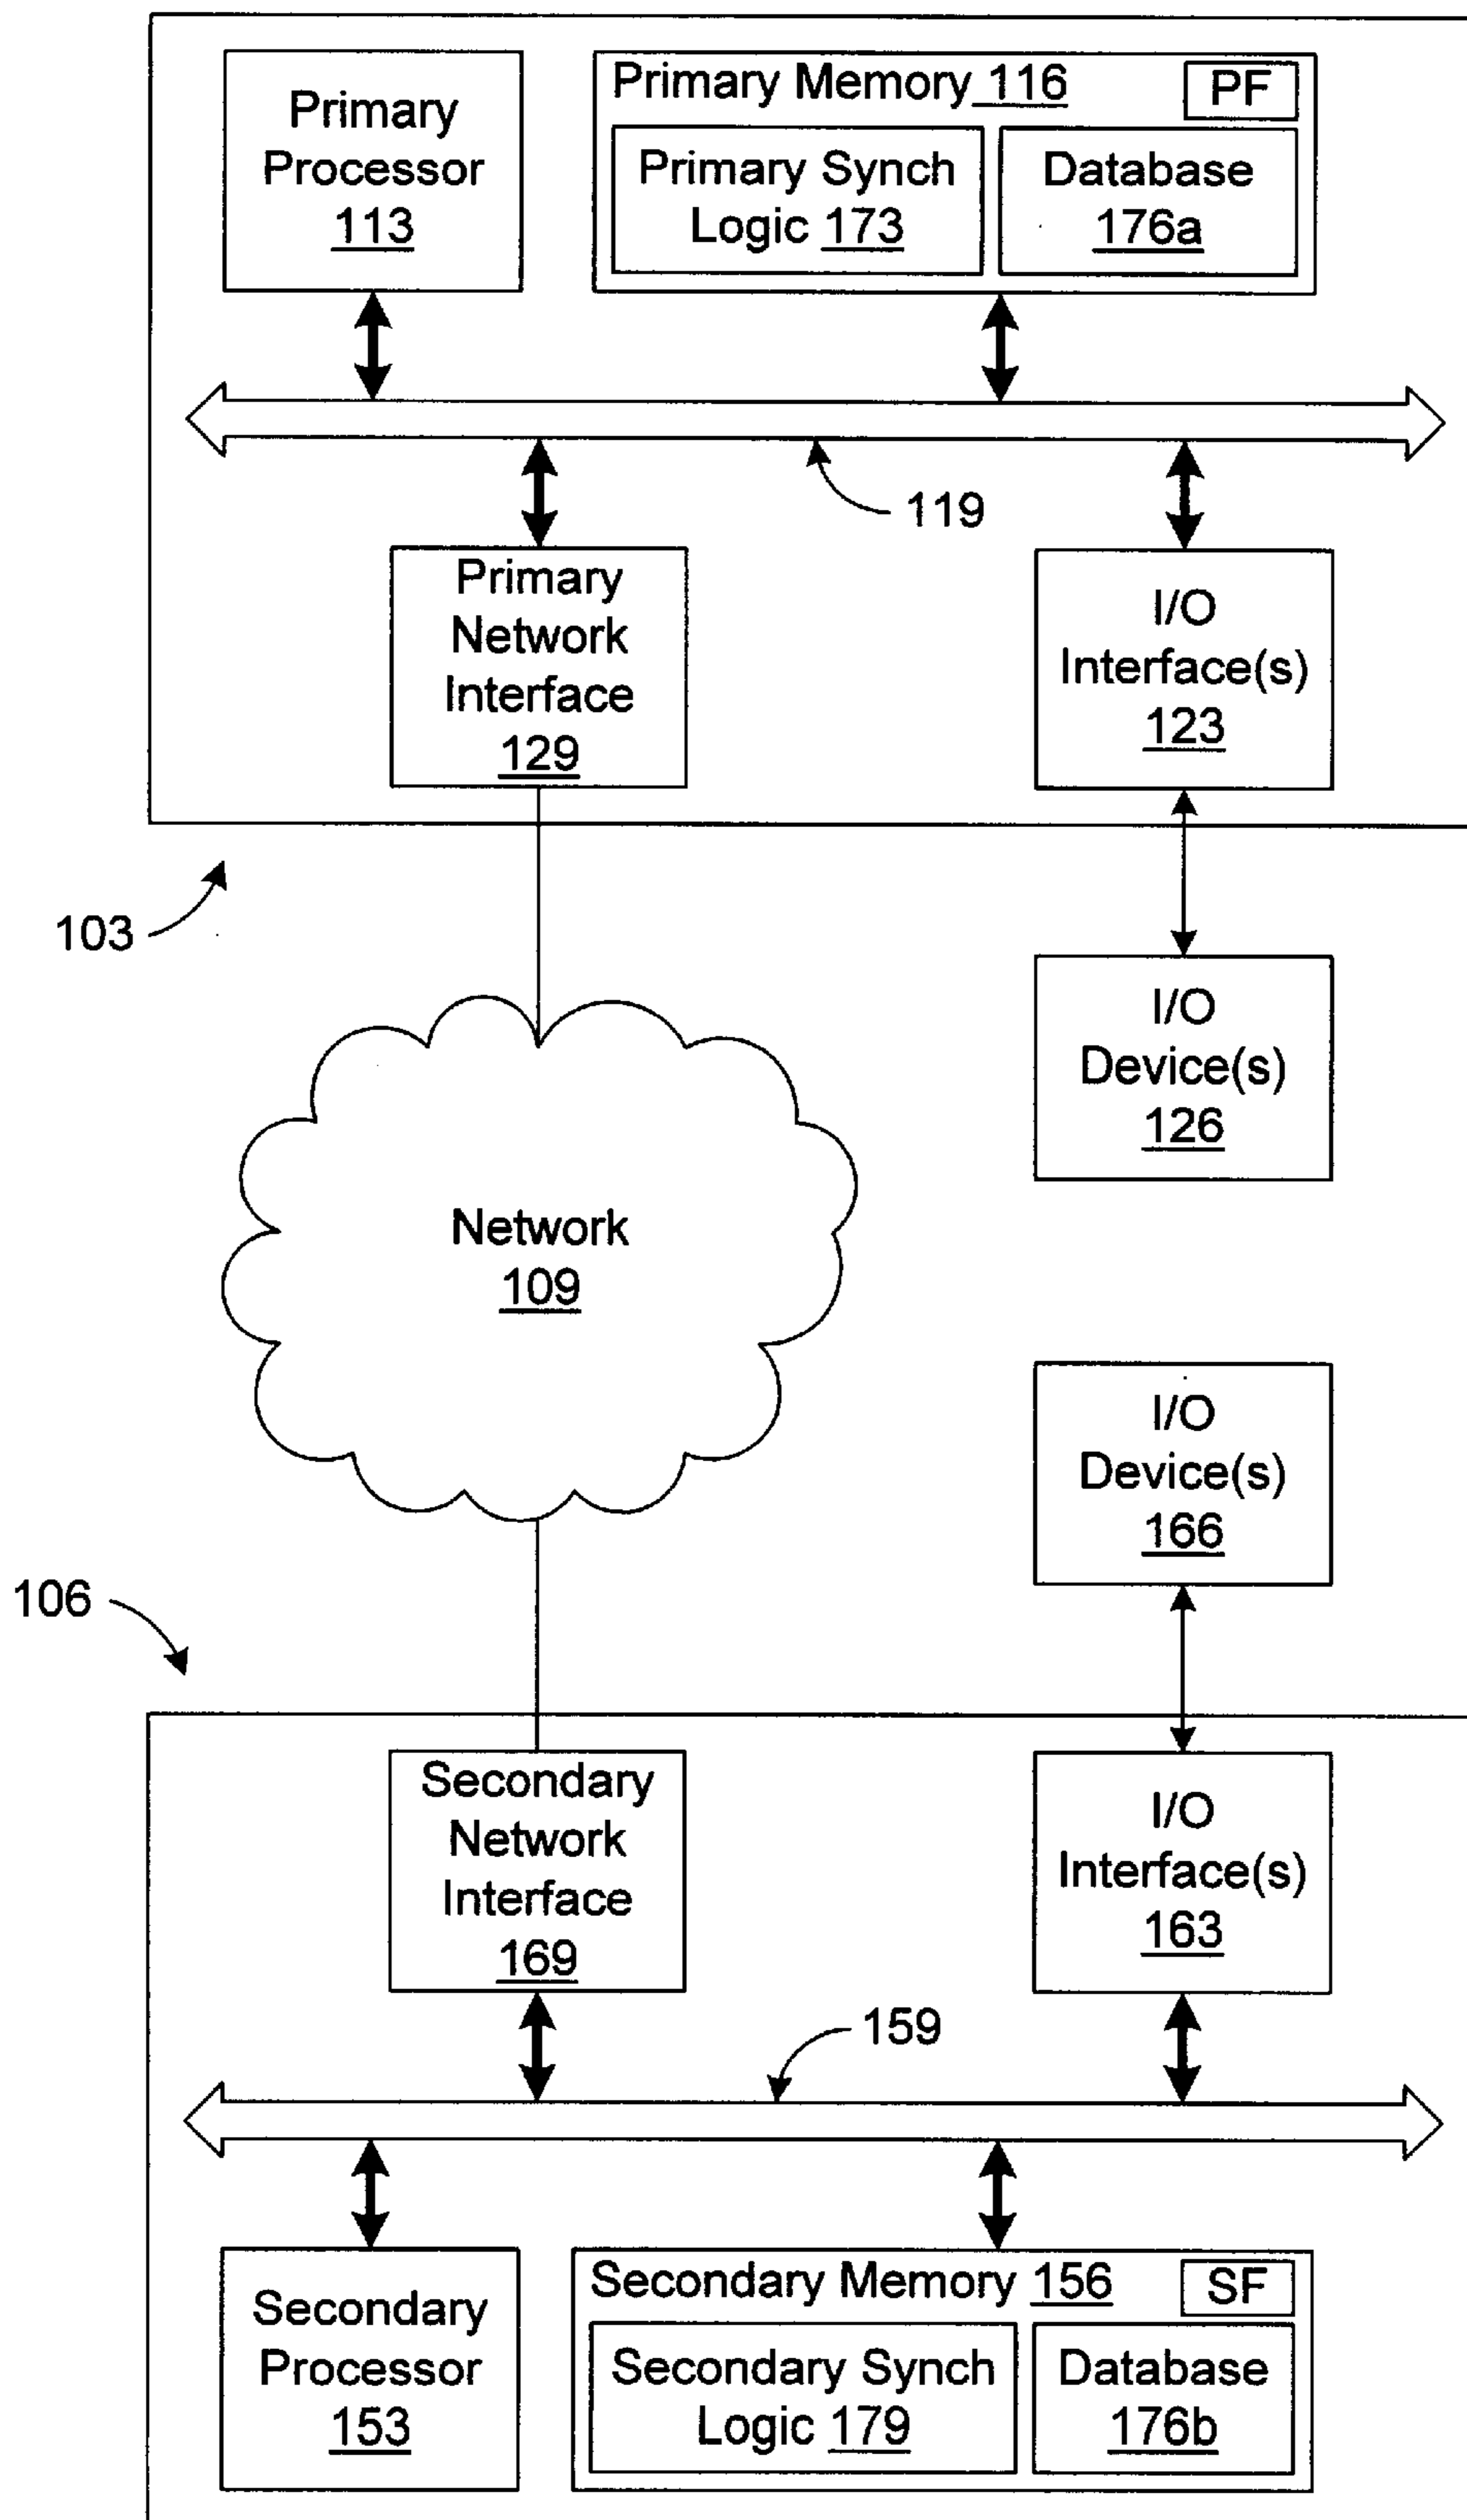 Primary
Processor
113
Primary Memory 116
PF
Primary Synch
Logic 173
Database
176a
119
Primary
Network
Interface
129
I/O
Interface(s)
123
103
I/O
Device(s)
126
Network
109
I/O
Device(s)
166
106
Secondary
Network
Interface
169
I/O
Interface(s)
163
159
Secondary
Processor
153
Secondary Memory 156
SF
Secondary Synch
Logic 179
Database
176b